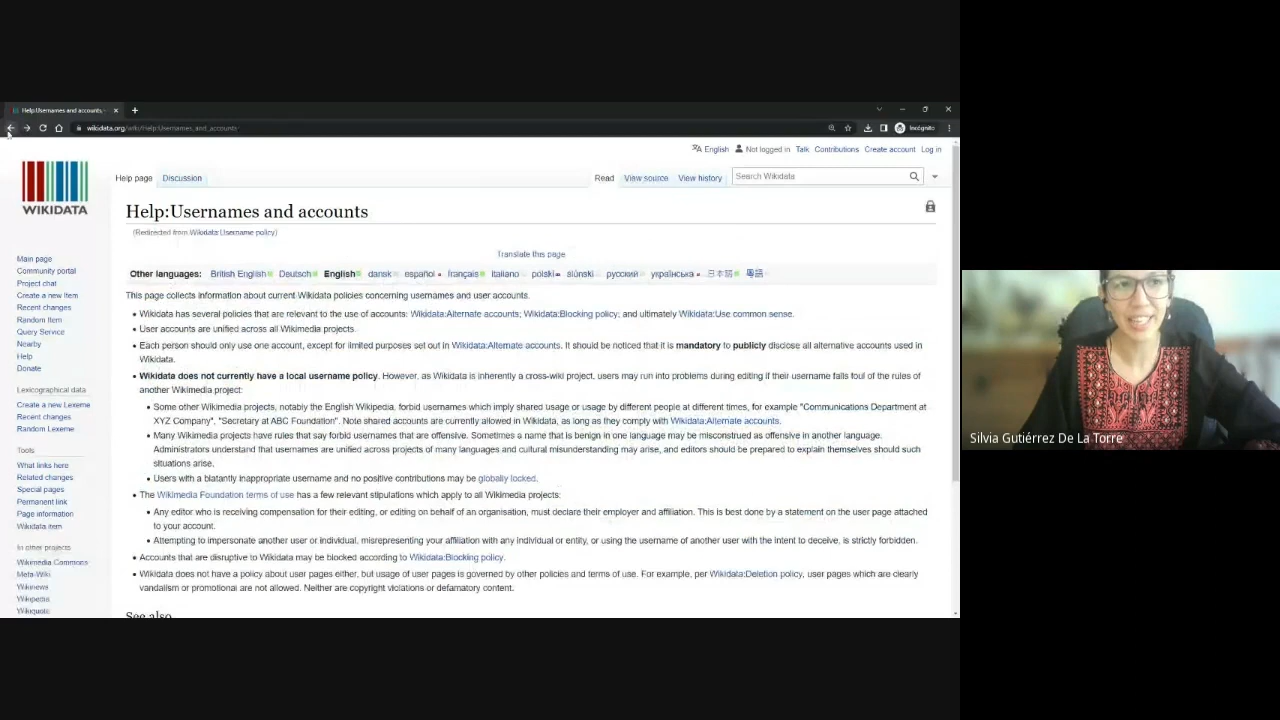 Help:Usernames and accounts
wikidata.org/wiki/Help:Usernames_and_accounts
Incógnito
English Not logged in Talk Contributions Create account Log in
WIKIDATA
Help page Discussion Read View source View history Search Wikidata
Help:Usernames and accounts
(Redirected from Wikidata:Username policy)
Translate this page
Other languages: British English Deutsch English dansk español français italiano polski ślůnski русский українська 日本語 粵語
This page collects information about current Wikidata policies concerning usernames and user accounts.
• Wikidata has several policies that are relevant to the use of accounts: Wikidata:Alternate accounts; Wikidata:Blocking policy; and ultimately Wikidata:Use common sense.
• User accounts are unified across all Wikimedia projects.
• Each person should only use one account, except for limited purposes set out in Wikidata:Alternate accounts. It should be noticed that it is mandatory to publicly disclose all alternative accounts used in
Wikidata.
• Wikidata does not currently have a local username policy. However, as Wikidata is inherently a cross-wiki project, users may run into problems during editing if their username falls foul of the rules of
another Wikimedia project:
• Some other Wikimedia projects, notably the English Wikipedia, forbid usernames which imply shared usage or usage by different people at different times, for example "Communications Department at
XYZ Company", "Secretary at ABC Foundation". Note shared accounts are currently allowed in Wikidata, as long as they comply with Wikidata:Alternate accounts.
• Many Wikimedia projects have rules that say forbid usernames that are offensive. Sometimes a name that is benign in one language may be misconstrued as offensive in another language.
Administrators understand that usernames are unified across projects of many languages and cultural misunderstanding may arise, and editors should be prepared to explain themselves should such
situations arise.
• Users with a blatantly inappropriate username and no positive contributions may be globally locked.
• The Wikimedia Foundation terms of use has a few relevant stipulations which apply to all Wikimedia projects:
• Any editor who is receiving compensation for their editing, or editing on behalf of an organisation, must declare their employer and affiliation. This is best done by a statement on the user page attached
to your account.
• Attempting to impersonate another user or individual, misrepresenting your affiliation with any individual or entity, or using the username of another user with the intent to deceive, is strictly forbidden.
• Accounts that are disruptive to Wikidata may be blocked according to Wikidata:Blocking policy.
• Wikidata does not have a policy about user pages either, but usage of user pages is governed by other policies and terms of use. For example, per Wikidata:Deletion policy, user pages which are clearly
vandalism or promotional are not allowed. Neither are copyright violations or defamatory content.
See also
Main page
Community portal
Project chat
Create a new Item
Recent changes
Random Item
Query Service
Nearby
Help
Donate
Lexicographical data
Create a new Lexeme
Recent changes
Random Lexeme
Tools
What links here
Related changes
Special pages
Permanent link
Page information
Wikidata item
In other projects
Wikimedia Commons
Meta-Wiki
Wikinews
Wikipedia
Wikiquote
Silvia Gutiérrez De La Torre